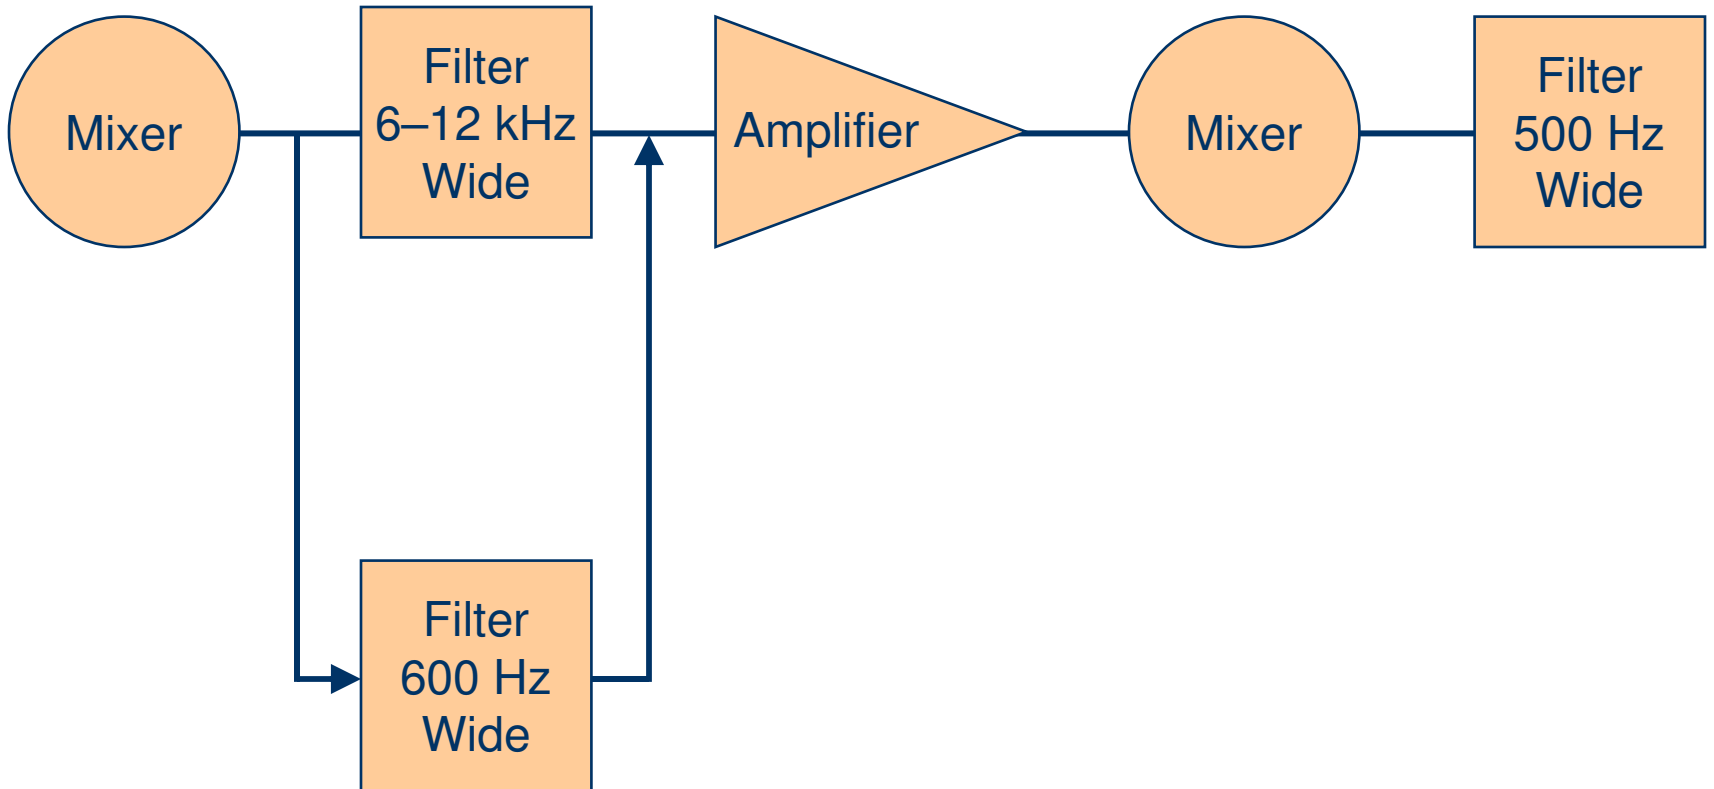 Mixer
Filter
6–12 kHz
Wide
Amplifier
Mixer
Filter
500 Hz
Wide
Filter
600 Hz
Wide